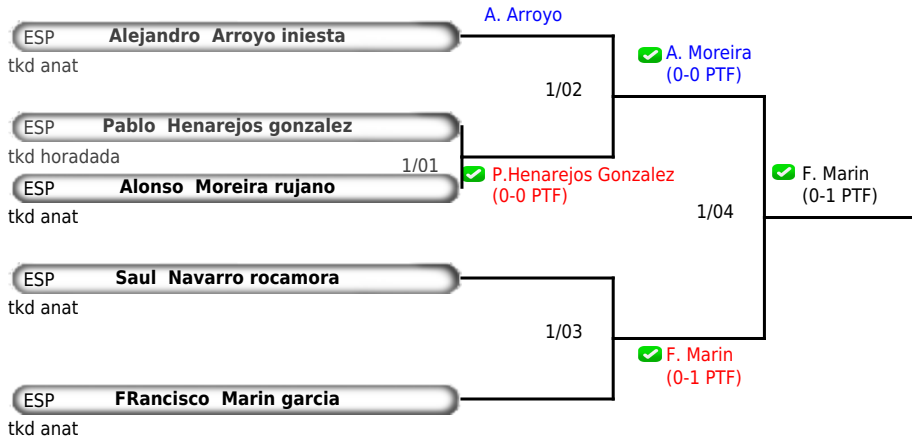 A. Arroyo
ESP Alejandro Arroyo iniesta
tkd anat
A. Moreira
(0-0 PTF)
1/02
ESP Pablo Henarejos gonzalez
tkd horadada
1/01
P.Henarejos Gonzalez
(0-0 PTF)
ESP Alonso Moreira rujano
tkd anat
F. Marin
(0-1 PTF)
1/04
ESP Saul Navarro rocamora
tkd anat
1/03
F. Marin
(0-1 PTF)
ESP FRancisco Marin garcia
tkd anat